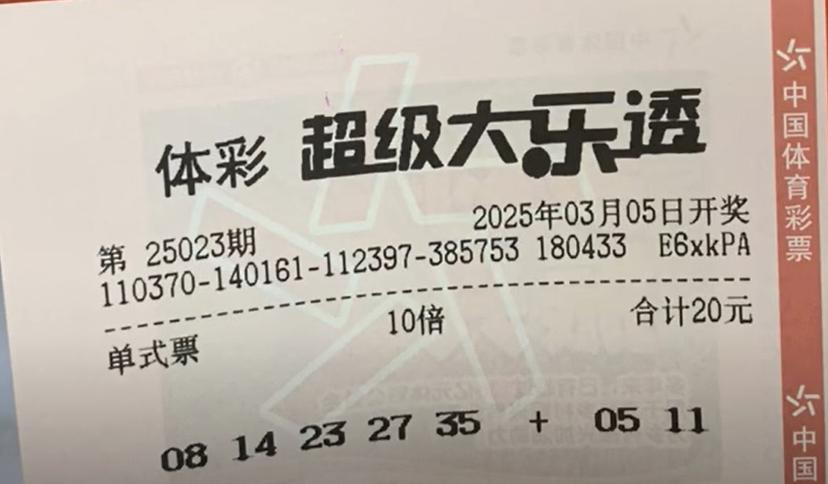 体彩 超级大乐透
第 25023期 2025年03月05日开奖
110370-140161-112397-385753 180433 E6xkPA
单式票 10倍 合计20元
08 14 23 27 35 + 05 11
中国体育彩票
中国